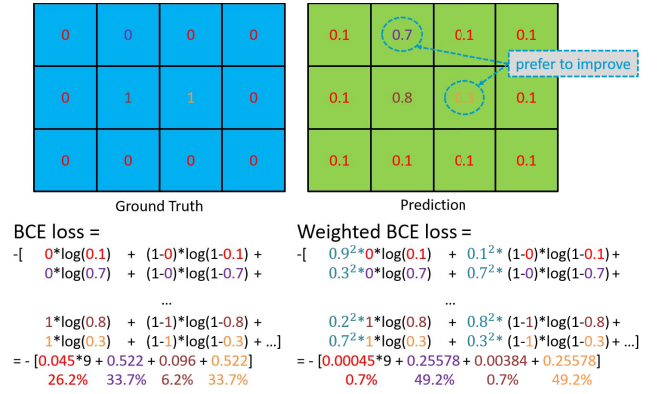 0 0 0 0
0 1 1 0
0 0 0 0
Ground Truth
0.1 0.7 0.1 0.1
0.1 0.8 0.3 0.1
0.1 0.1 0.1 0.1
Prediction
prefer to improve
BCE loss =
-[ 0*log(0.1) + (1-0)*log(1-0.1) +
0*log(0.7) + (1-0)*log(1-0.7) +
...
1*log(0.8) + (1-1)*log(1-0.8) +
1*log(0.3) + (1-1)*log(1-0.3) + ...]
= - [0.045*9 + 0.522 + 0.096 + 0.522]
26.2% 33.7% 6.2% 33.7%
Weighted BCE loss =
-[ 0.9²*0*log(0.1) + 0.1²* (1-0)*log(1-0.1) +
0.3²*0*log(0.7) + 0.7²* (1-0)*log(1-0.7) +
...
0.2²*1*log(0.8) + 0.8²* (1-1)*log(1-0.8) +
0.7²*1*log(0.3) + 0.3²* (1-1)*log(1-0.3) + ...]
= - [0.00045*9 + 0.25578 + 0.00384 + 0.25578]
0.7% 49.2% 0.7% 49.2%